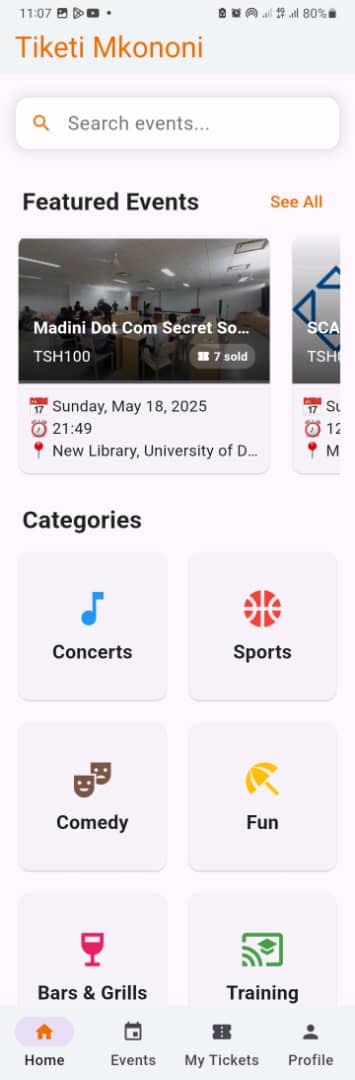 11:07 80%
Tiketi Mkononi
Search events...
Featured Events See All
Madini Dot Com Secret So... SCA
TSH100 7 sold TSH
17 Sunday, May 18, 2025 17 Su
21:49 12
New Library, University of D... M
Categories
Concerts Sports
Comedy Fun
Bars & Grills Training
Home Events My Tickets Profile